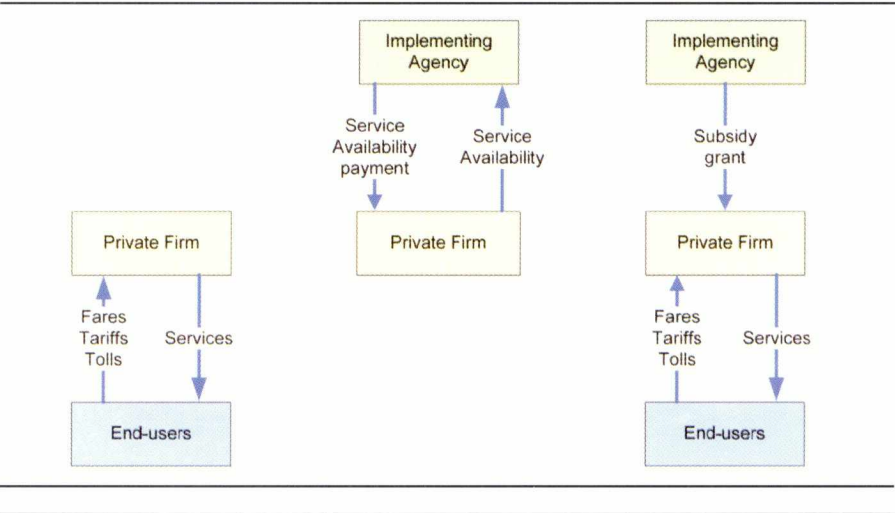 Implementing
Agency
Implementing
Agency
Service
Availability
payment
Service
Availability
Subsidy
grant
Private Firm
Private Firm
Private Firm
Fares
Tariffs
Tolls
Services
Fares
Tariffs
Tolls
Services
End-users
End-users